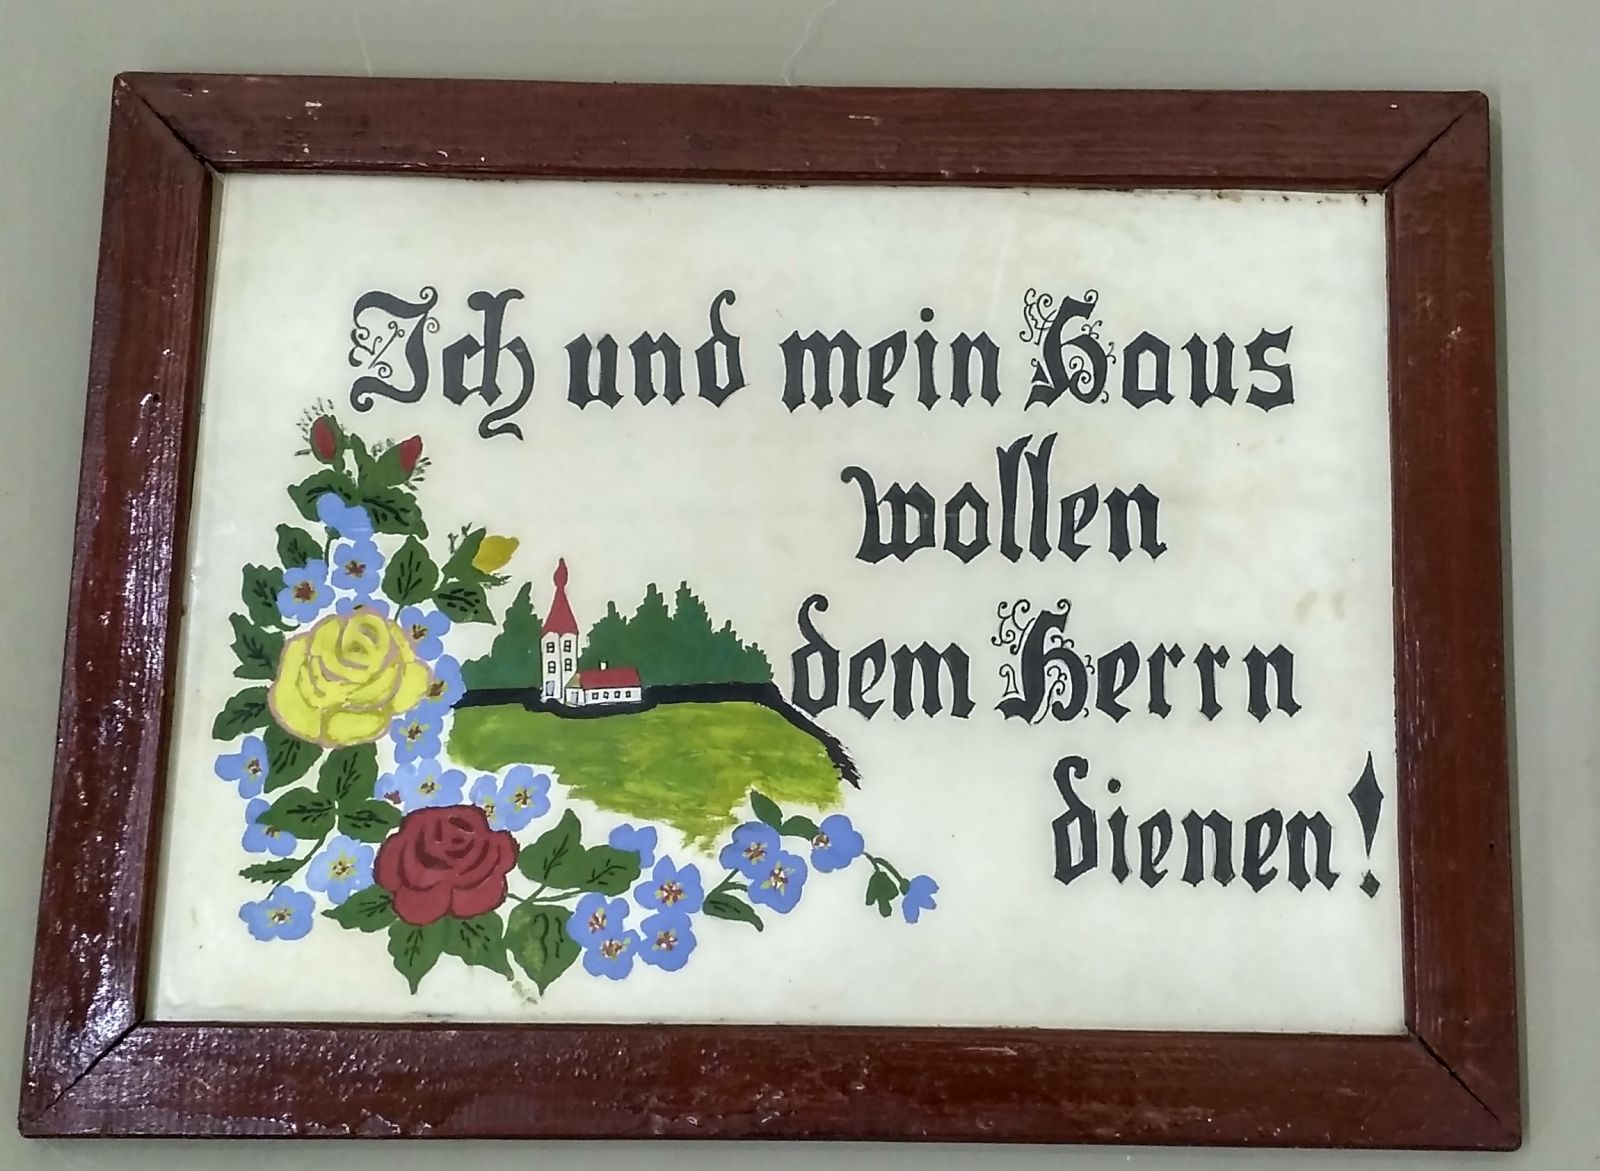 Ich und mein Haus
wollen
dem Herrn
dienen!